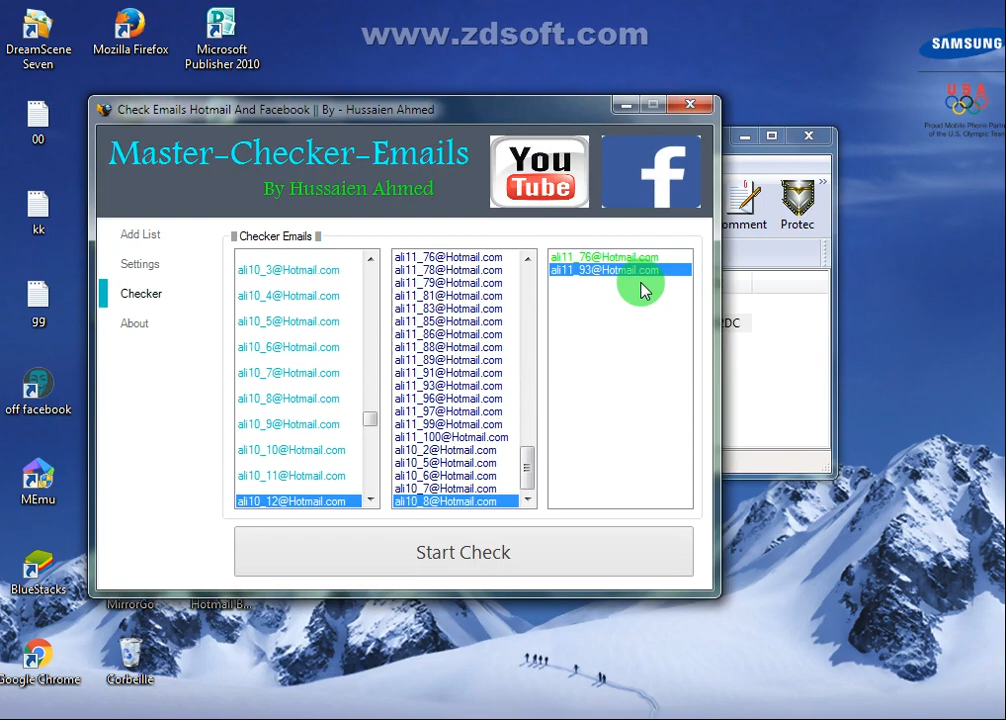 www.zdsoft.com
DreamScene
Seven
Mozilla Firefox
Microsoft
Publisher 2010
SAMSUNG
USA
00
kk
gg
off facebook
MEmu
BlueStacks
Google Chrome
MirrorGo
Hotmail B...
Corbeille
Check Emails Hotmail And Facebook || By - Hussaien Ahmed
Master-Checker-Emails
By Hussaien Ahmed
You
Tube
f
Add List
Settings
Checker
About
Checker Emails
ali10_3@Hotmail.com
ali10_4@Hotmail.com
ali10_5@Hotmail.com
ali10_6@Hotmail.com
ali10_7@Hotmail.com
ali10_8@Hotmail.com
ali10_9@Hotmail.com
ali10_10@Hotmail.com
ali10_11@Hotmail.com
ali10_12@Hotmail.com
ali11_76@Hotmail.com
ali11_78@Hotmail.com
ali11_79@Hotmail.com
ali11_81@Hotmail.com
ali11_83@Hotmail.com
ali11_85@Hotmail.com
ali11_86@Hotmail.com
ali11_88@Hotmail.com
ali11_89@Hotmail.com
ali11_91@Hotmail.com
ali11_93@Hotmail.com
ali11_96@Hotmail.com
ali11_97@Hotmail.com
ali11_99@Hotmail.com
ali11_100@Hotmail.com
ali10_2@Hotmail.com
ali10_5@Hotmail.com
ali10_6@Hotmail.com
ali10_7@Hotmail.com
ali10_8@Hotmail.com
ali11_76@Hotmail.com
ali11_93@Hotmail.com
Start Check
omment
Protec
DC